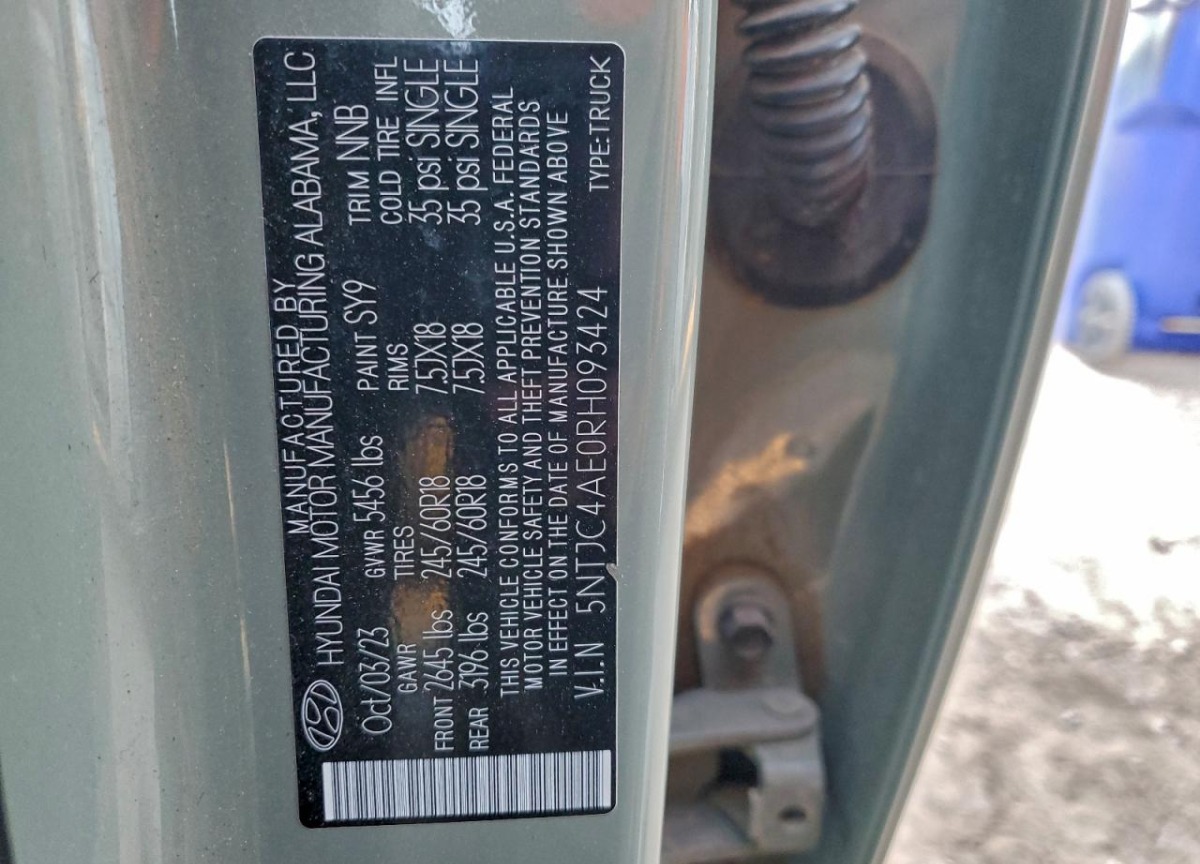 MANUFACTURED BY
HYUNDAI MOTOR MANUFACTURING ALABAMA, LLC
Oct/03/23 GVWR 5456 lbs PAINT SY9 TRIM NNB
GAWR TIRES RIMS COLD TIRE INFL
FRONT 2645 lbs 245/60R18 7.5JX18 35 psi SINGLE
REAR 3196 lbs 245/60R18 7.5JX18 35 psi SINGLE
THIS VEHICLE CONFORMS TO ALL APPLICABLE U.S.A. FEDERAL
MOTOR VEHICLE SAFETY AND THEFT PREVENTION STANDARDS
IN EFFECT ON THE DATE OF MANUFACTURE SHOWN ABOVE
V.I.N 5NTJC4AE0RH093424 TYPE:TRUCK